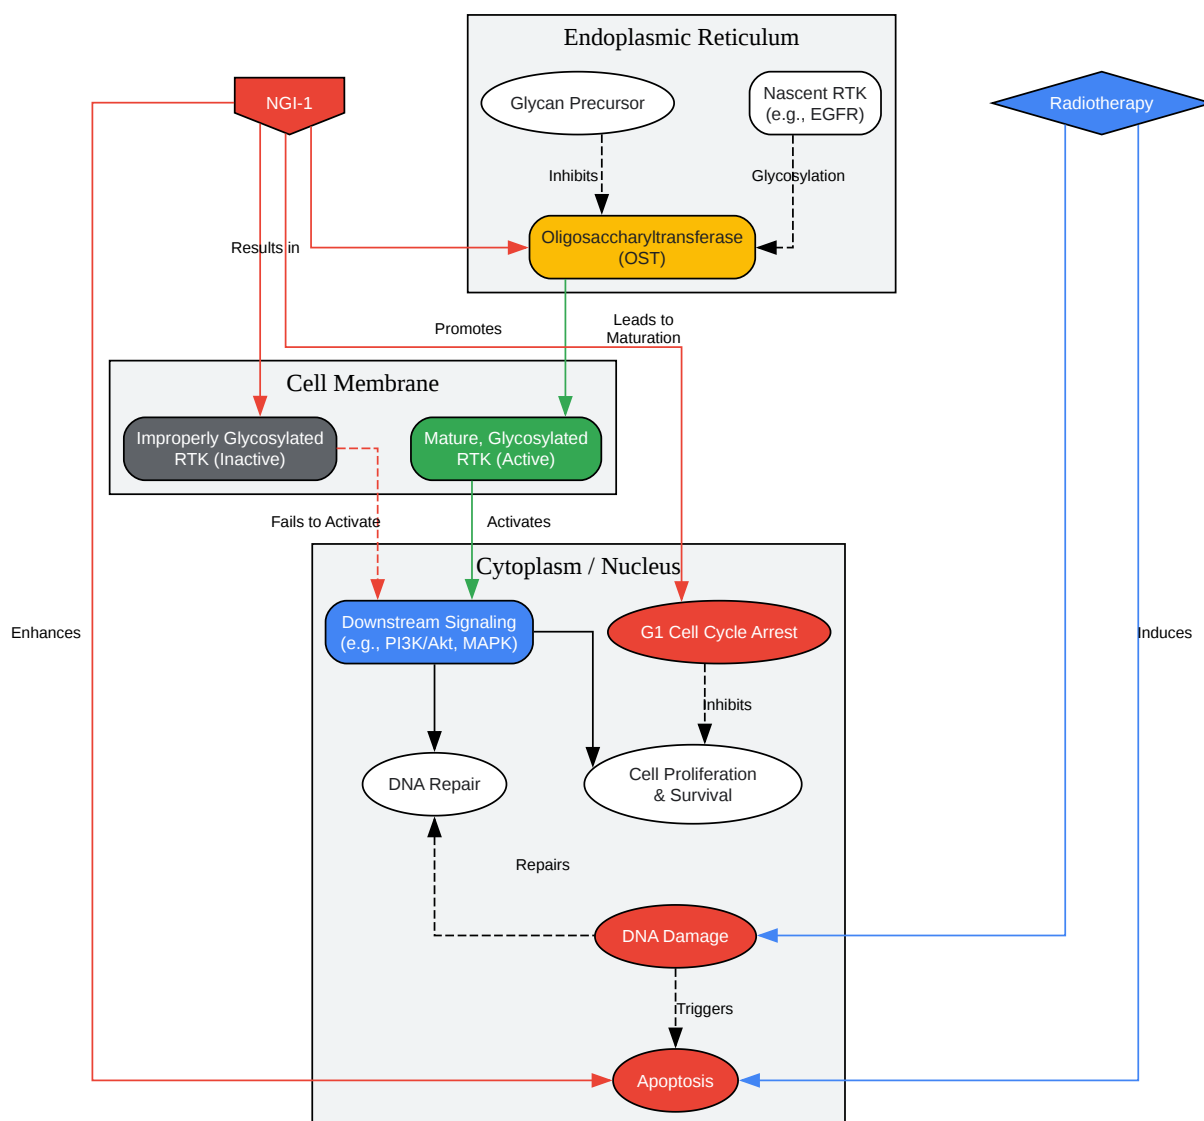 Endoplasmic Reticulum
NGI-1
Glycan Precursor
Nascent RTK
(e.g., EGFR)
Radiotherapy
Inhibits
Glycosylation
Results in
Oligosaccharyltransferase
(OST)
Promotes
Leads to
Maturation
Cell Membrane
Improperly Glycosylated
RTK (Inactive)
Mature, Glycosylated
RTK (Active)
Fails to Activate
Activates
Cytoplasm / Nucleus
Enhances
Downstream Signaling
(e.g., PI3K/Akt, MAPK)
G1 Cell Cycle Arrest
Induces
Inhibits
DNA Repair
Cell Proliferation
& Survival
Repairs
DNA Damage
Triggers
Apoptosis